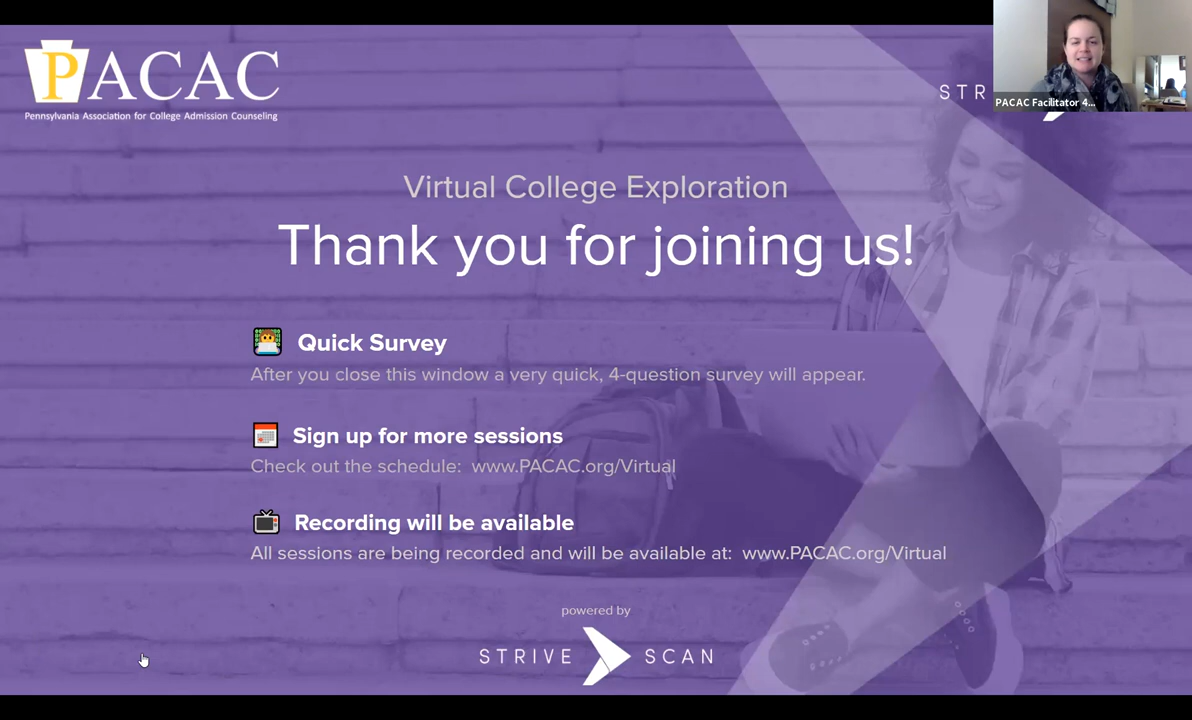 PACAC
Pennsylvania Association for College Admission Counseling
STR
PACAC Facilitator 4...
Virtual College Exploration
Thank you for joining us!
Quick Survey
After you close this window a very quick, 4-question survey will appear.
Sign up for more sessions
Check out the schedule: www.PACAC.org/Virtual
Recording will be available
All sessions are being recorded and will be available at: www.PACAC.org/Virtual
powered by
STRIVE SCAN